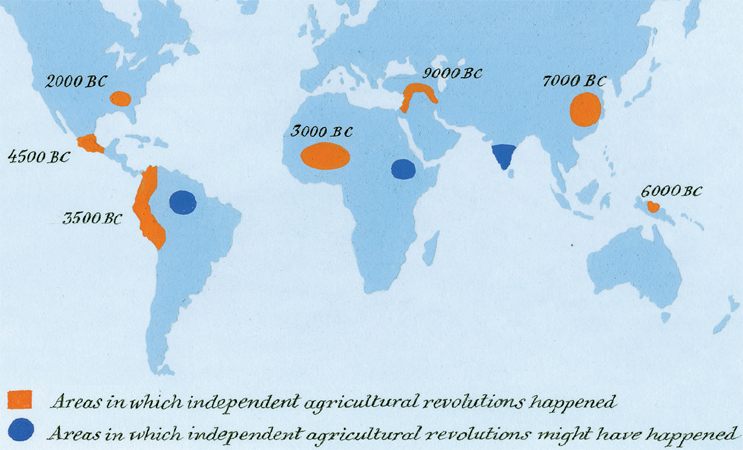 9000 BC
7000 BC
2000 BC
3000 BC
4500 BC
6000 BC
3500 BC
Areas in which independent agricultural revolutions happened
Areas in which independent agricultural revolutions might have happened